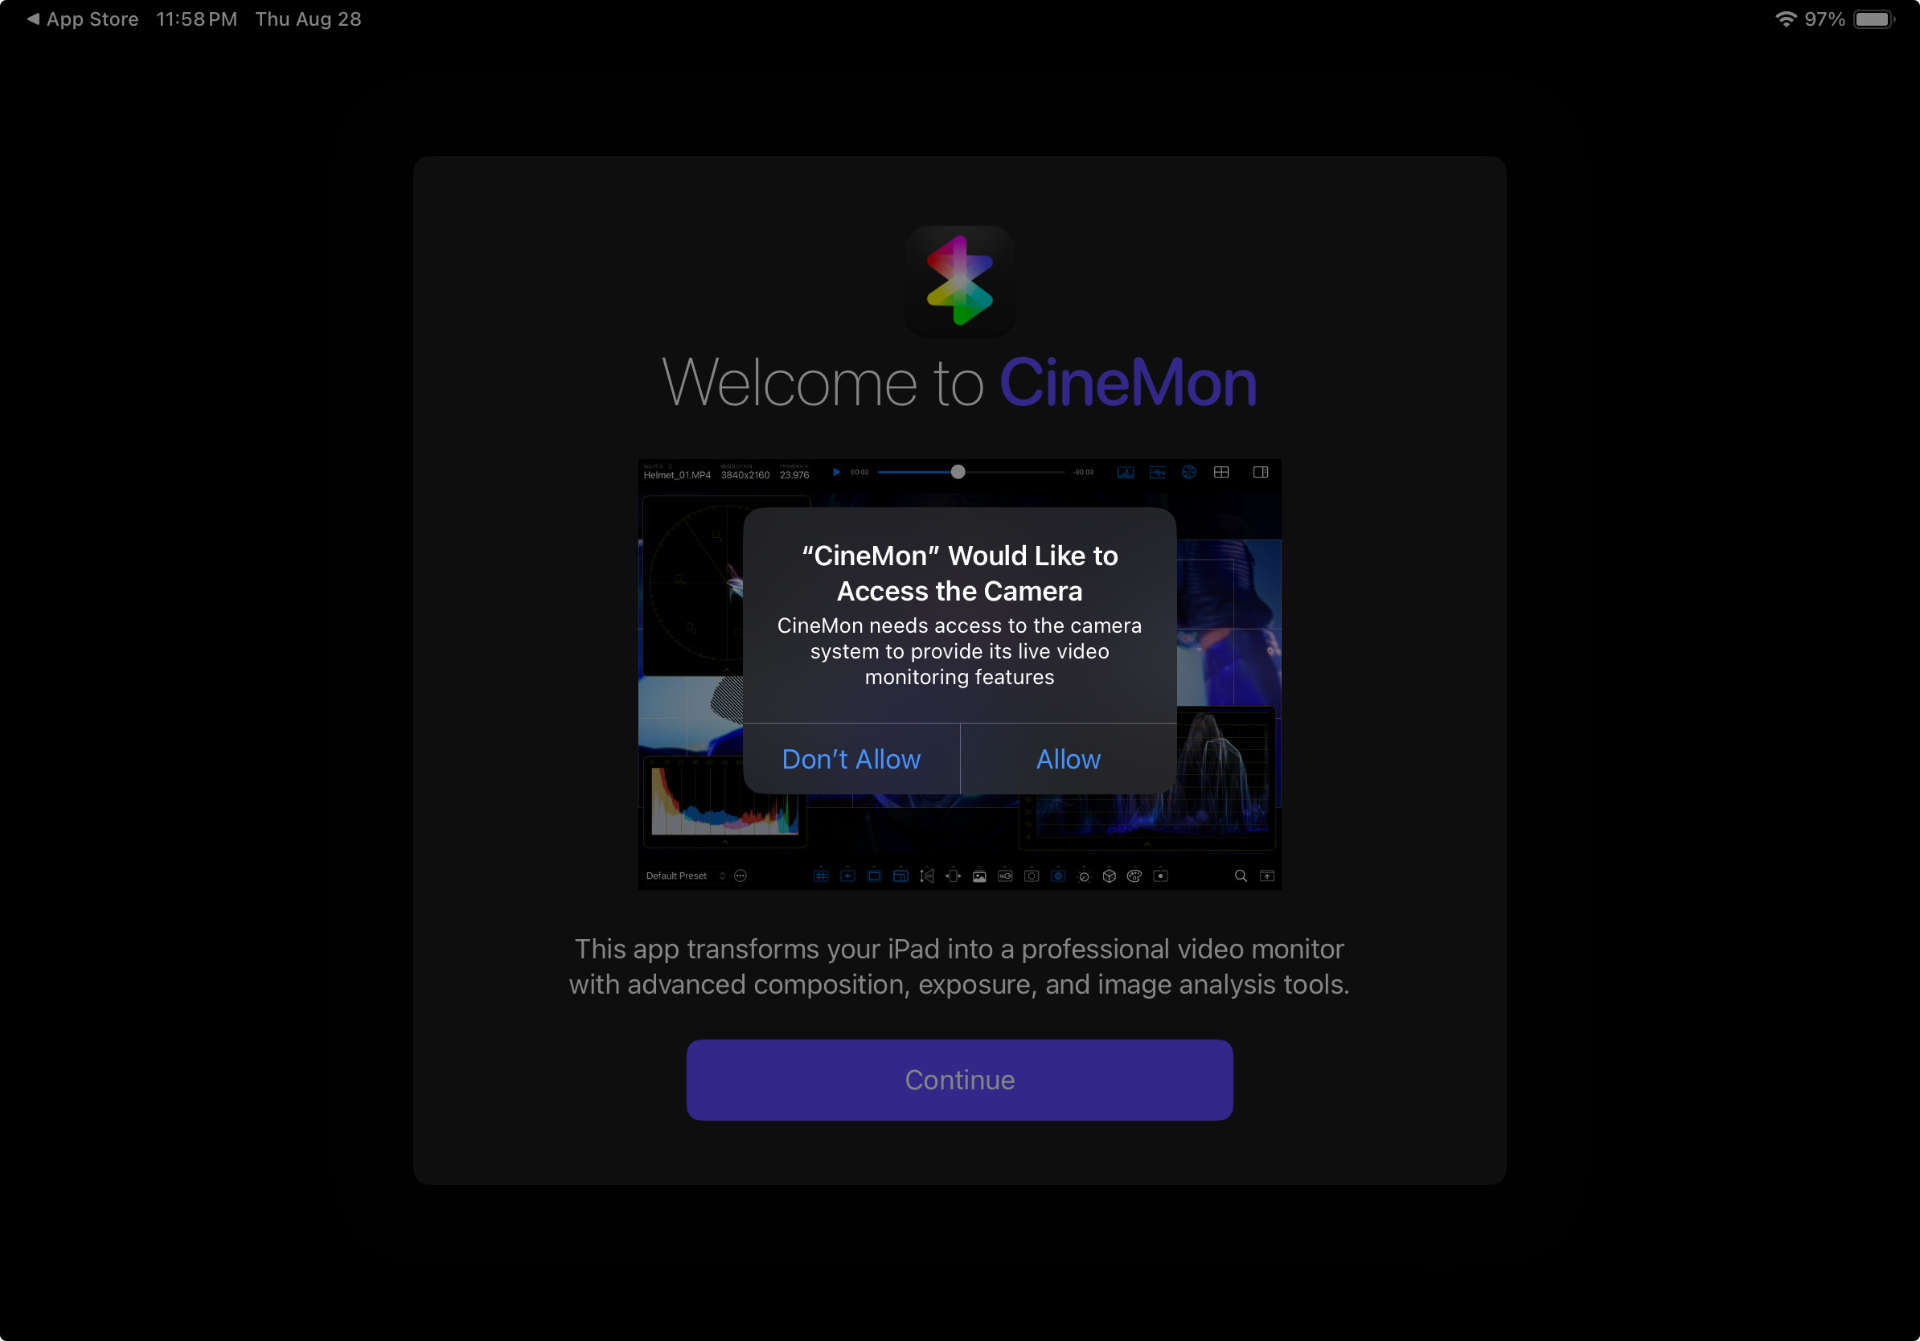 ◀ App Store 11:58 PM Thu Aug 28
97%
Welcome to CineMon
Helmet_01.MP4 3840x2160 23.976 00:02
“CineMon” Would Like to
Access the Camera
CineMon needs access to the camera
system to provide its live video
monitoring features
Don’t Allow Allow
Default Preset
This app transforms your iPad into a professional video monitor
with advanced composition, exposure, and image analysis tools.
Continue